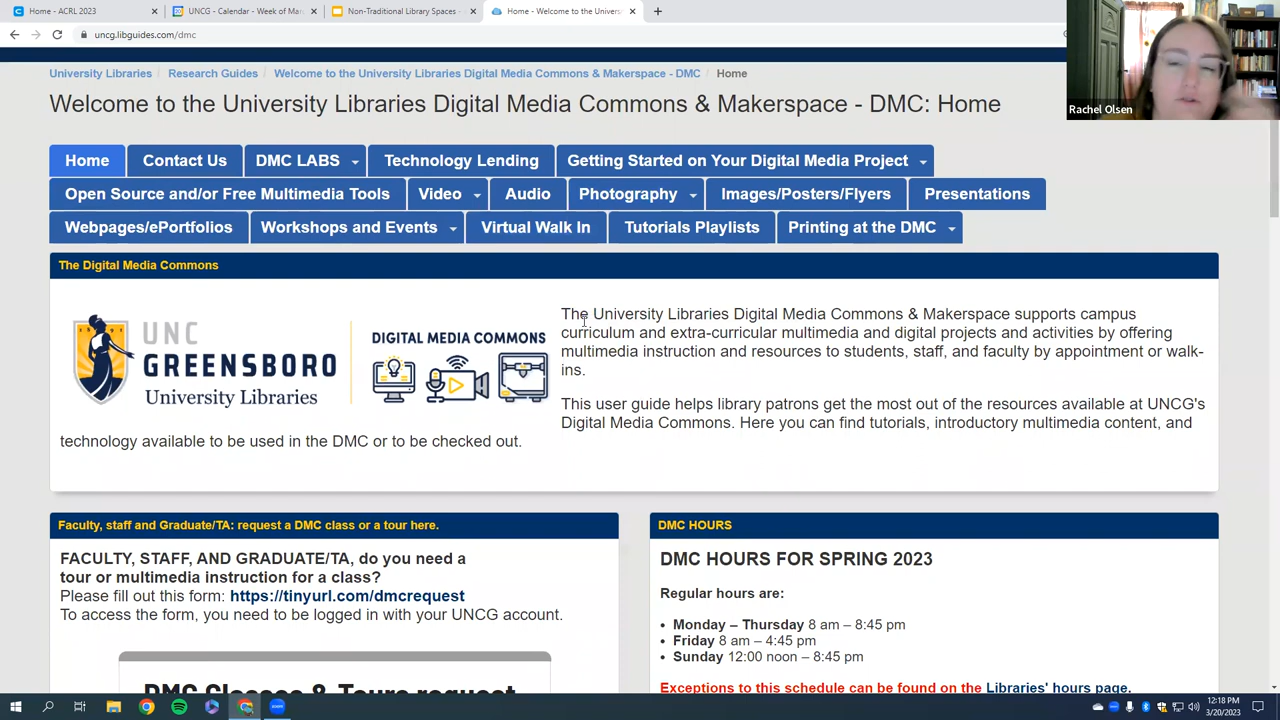 Home - ACRL 2023
UNCG - Calendar - Week of Mar
Non-Traditional Library Spaces -
Home - Welcome to the Univers
uncg.libguides.com/dmc
Rachel Olsen
University Libraries Research Guides Welcome to the University Libraries Digital Media Commons & Makerspace - DMC Home
Welcome to the University Libraries Digital Media Commons & Makerspace - DMC: Home
Home Contact Us DMC LABS Technology Lending Getting Started on Your Digital Media Project
Open Source and/or Free Multimedia Tools Video Audio Photography Images/Posters/Flyers Presentations
Webpages/ePortfolios Workshops and Events Virtual Walk In Tutorials Playlists Printing at the DMC
The Digital Media Commons
UNC
GREENSBORO
University Libraries
DIGITAL MEDIA COMMONS
The University Libraries Digital Media Commons & Makerspace supports campus
curriculum and extra-curricular multimedia and digital projects and activities by offering
multimedia instruction and resources to students, staff, and faculty by appointment or walk-
ins.
This user guide helps library patrons get the most out of the resources available at UNCG's
Digital Media Commons. Here you can find tutorials, introductory multimedia content, and
technology available to be used in the DMC or to be checked out.
Faculty, staff and Graduate/TA: request a DMC class or a tour here.
FACULTY, STAFF, AND GRADUATE/TA, do you need a
tour or multimedia instruction for a class?
Please fill out this form: https://tinyurl.com/dmcrequest
To access the form, you need to be logged in with your UNCG account.
DMC Classes & Tours request
DMC HOURS
DMC HOURS FOR SPRING 2023
Regular hours are:
• Monday – Thursday 8 am – 8:45 pm
• Friday 8 am – 4:45 pm
• Sunday 12:00 noon – 8:45 pm
Exceptions to this schedule can be found on the Libraries' hours page.
12:18 PM
3/20/2023